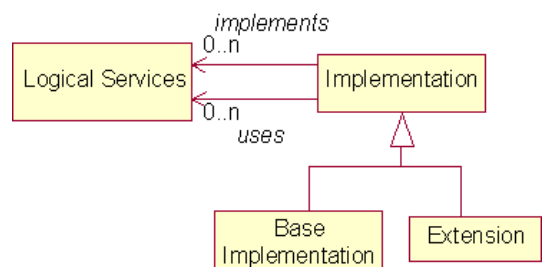 implements
0..n
Logical Services
Implementation
0..n
uses
Base
Implementation
Extension